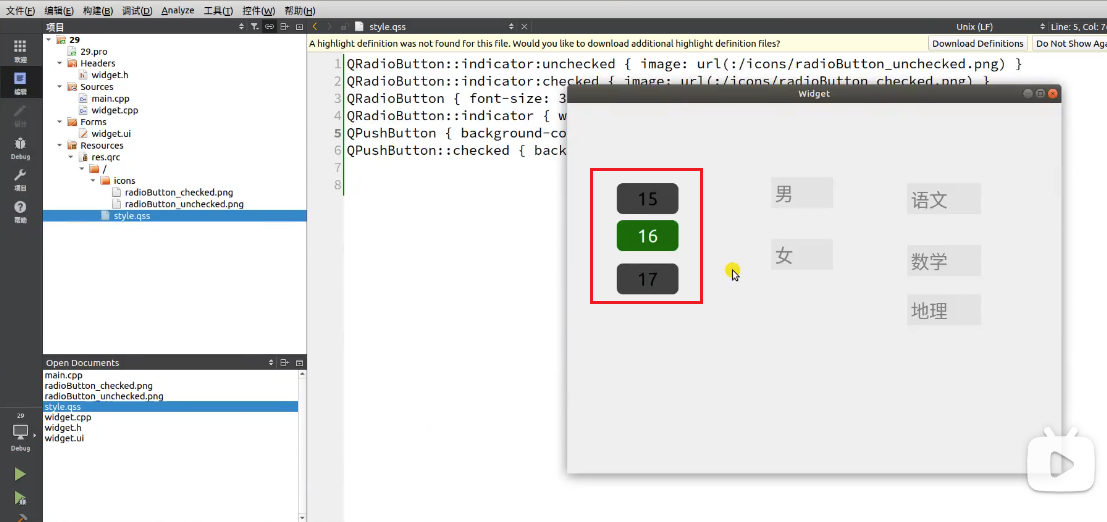 文件(F) 编辑(E) 构建(B) 调试(D) Analyze 工具(T) 控件(W) 帮助(H)
项目
style.qss
Unix (LF)
Line: 5, Col: 7
A highlight definition was not found for this file. Would you like to download additional highlight definition files?
Download Definitions
Do Not Show Aga
欢迎
编辑
设计
Debug
项目
帮助
29
29.pro
Headers
widget.h
Sources
main.cpp
widget.cpp
Forms
widget.ui
Resources
res.qrc
/
icons
radioButton_checked.png
radioButton_unchecked.png
style.qss
1 QRadioButton::indicator:unchecked { image: url(:/icons/radioButton_unchecked.png) }
2 QRadioButton::indicator:checked { image: url(:/icons/radioButton_checked.png) }
3 QRadioButton { font-size: 3
4 QRadioButton::indicator { w
5 QPushButton { background-co
6 QPushButton::checked { back
7
8
Widget
15
16
17
男
女
语文
数学
地理
Open Documents
main.cpp
radioButton_checked.png
radioButton_unchecked.png
style.qss
widget.cpp
widget.h
widget.ui
29
Debug